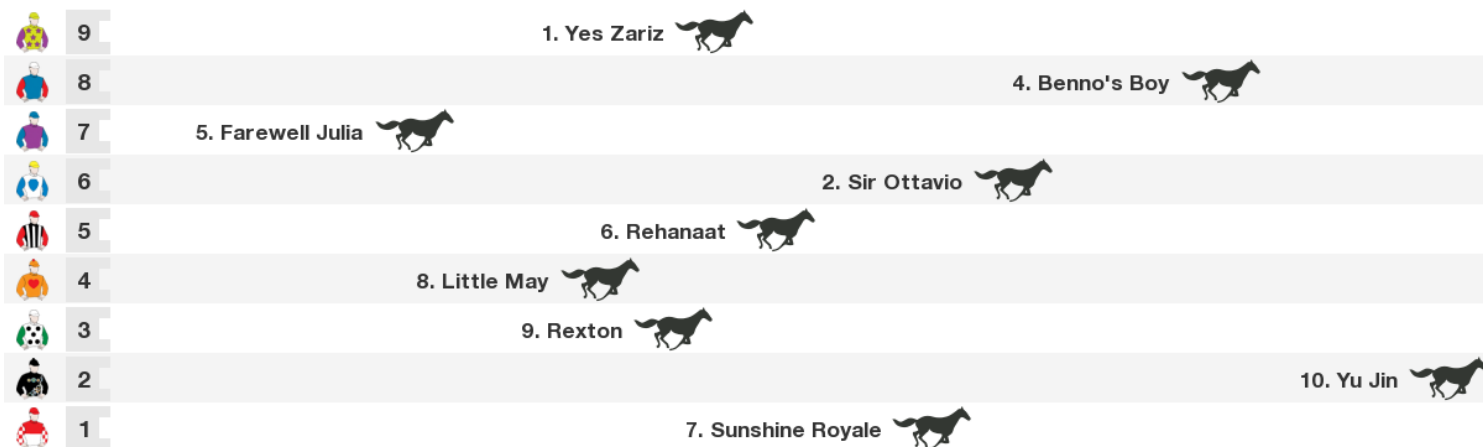 9 1. Yes Zariz
8 4. Benno's Boy
7 5. Farewell Julia
6 2. Sir Ottavio
5 6. Rehanaat
4 8. Little May
3 9. Rexton
2 10. Yu Jin
1 7. Sunshine Royale